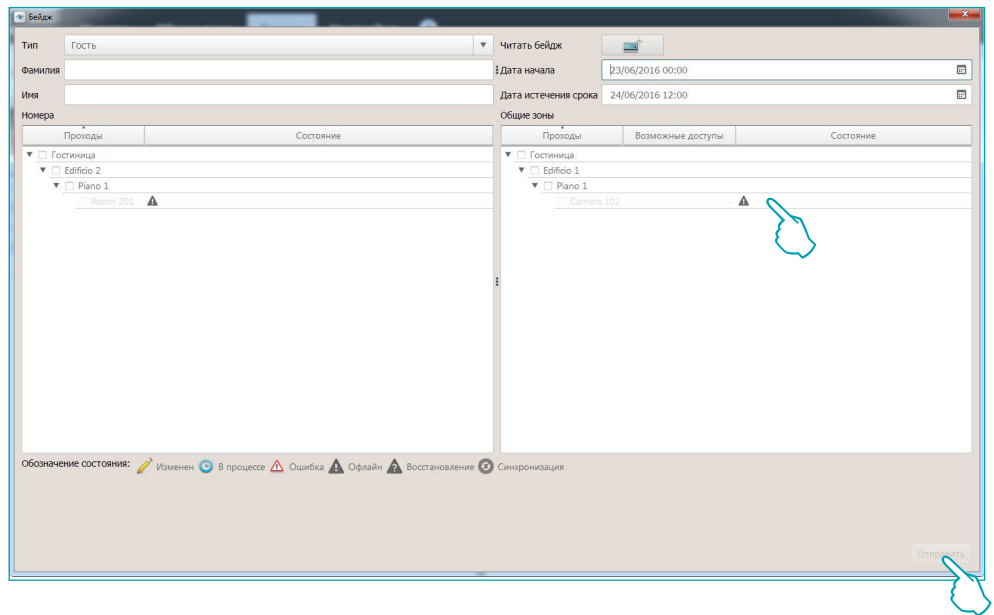 Бейдж
Тип Гость Читать бейдж
Фамилия Дата начала 23/06/2016 00:00
Имя Дата истечения срока 24/06/2016 12:00
Номера Общие зоны
Проходы Состояние Проходы Возможные доступы Состояние
Гостиница Гостиница
Edificio 2 Edificio 1
Piano 1 Piano 1
Room 201 Camera 102 -
Обозначение состояния: Изменен В процессе Ошибка Офлайн Восстановление Синхронизация
Отправить